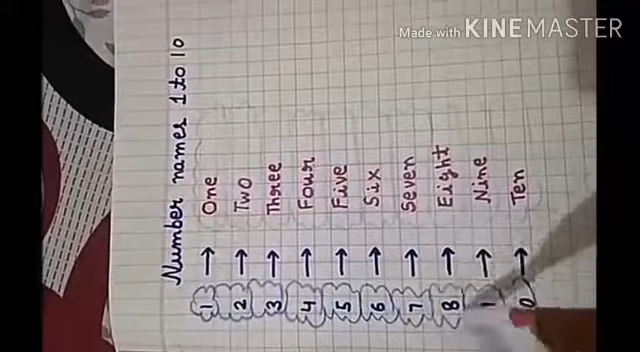 Made with KINEMASTER
Number names 1 to 10
1 → One
2 → Two
3 → Three
4 → Four
5 → Five
6 → Six
7 → Seven
8 → Eight
→ Nine
→ Ten